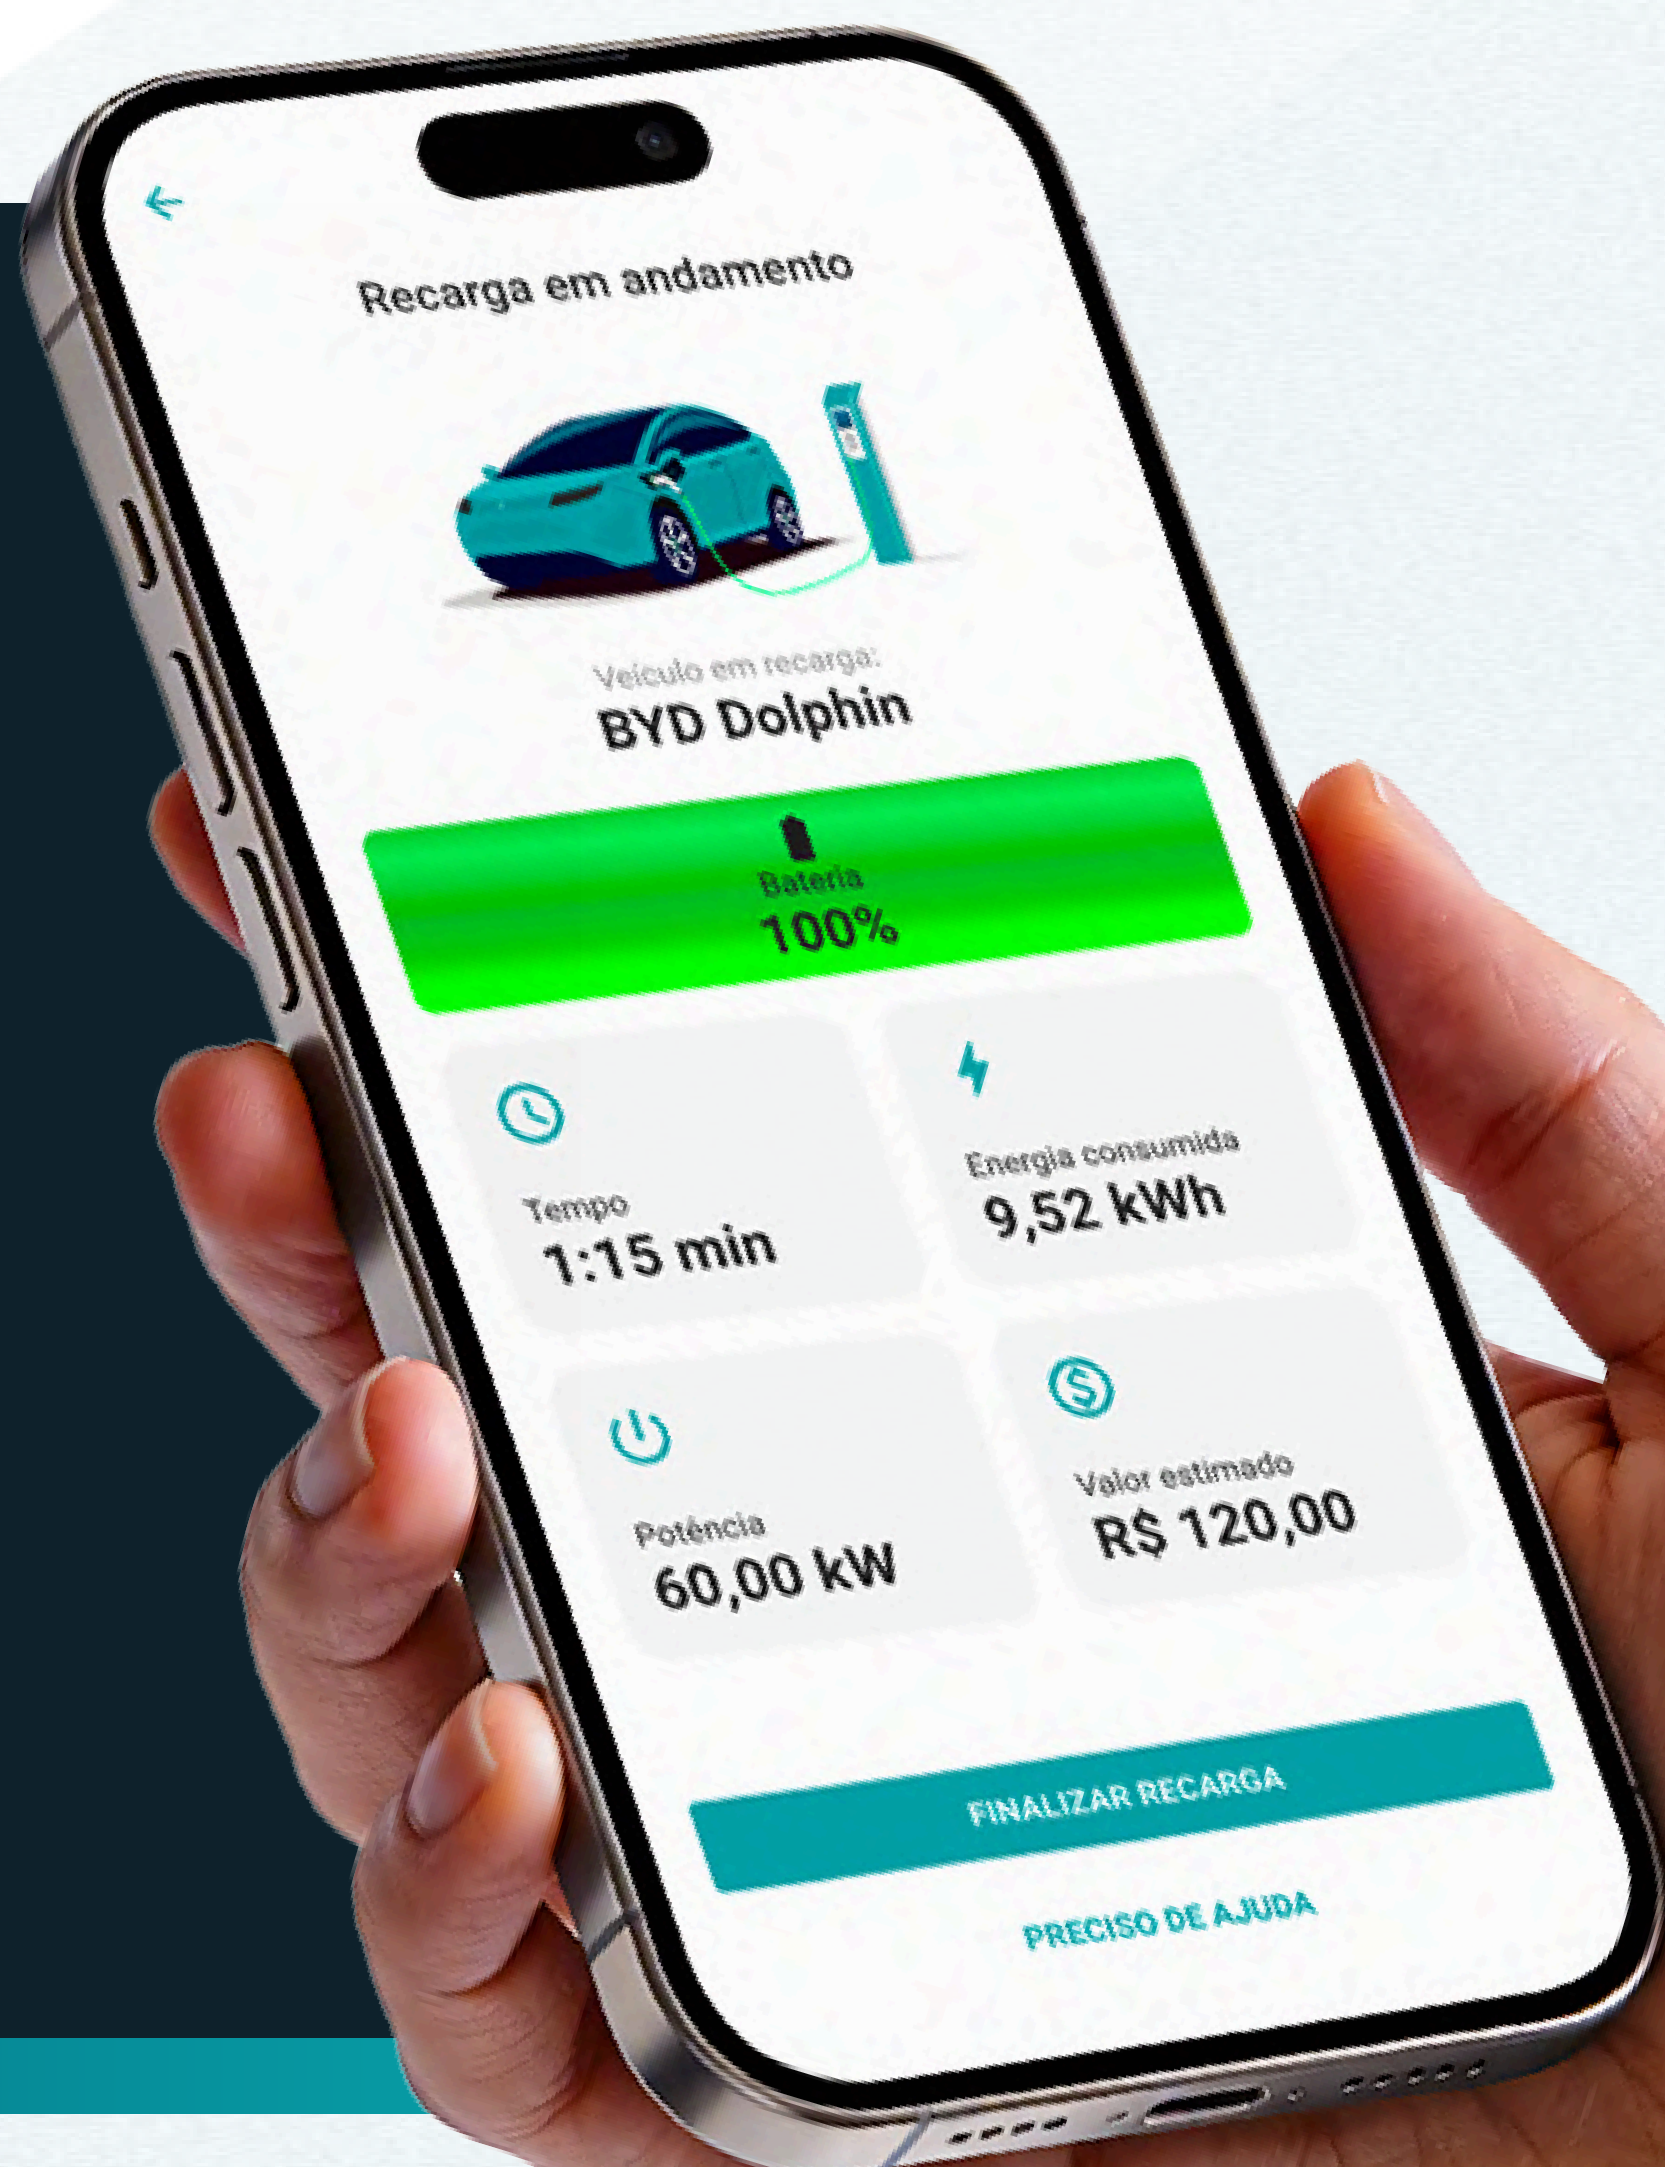 Recarga em andamento
Veículo em recarga:
BYD Dolphin
Bateria
100%
Tempo
1:15 min
Energia consumida
9,52 kWh
Potência
60,00 kW
Valor estimado
R$ 120,00
FINALIZAR RECARGA
PRECISO DE AJUDA